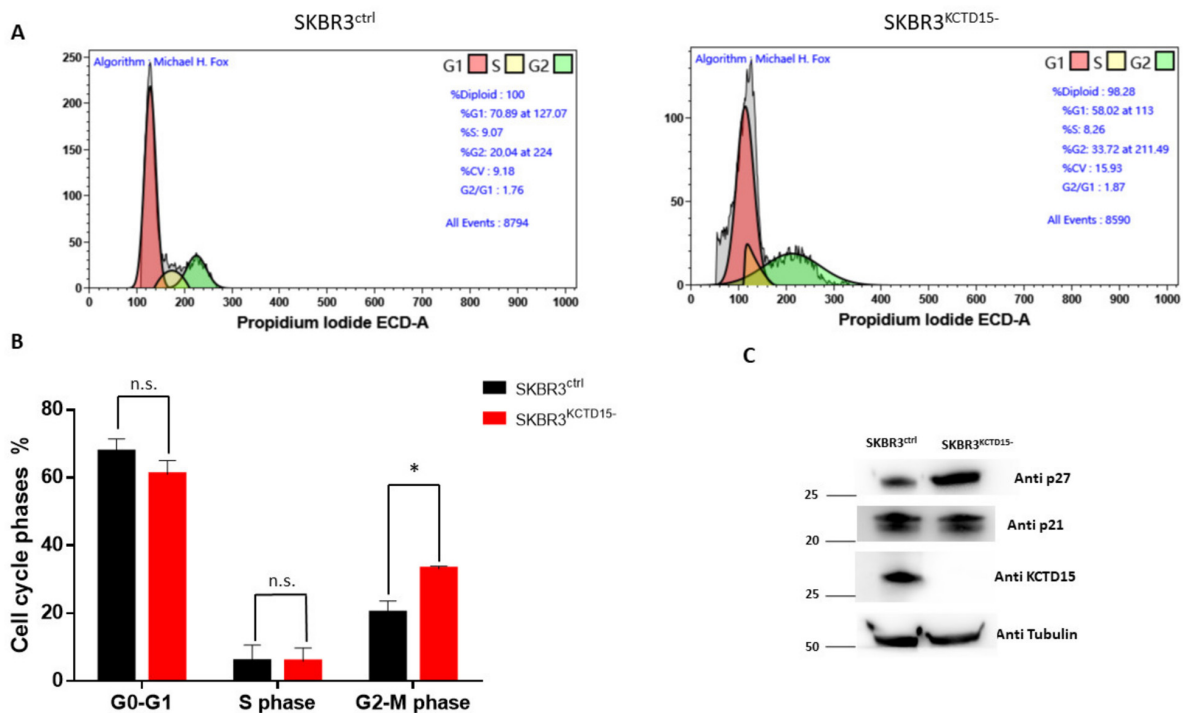 A
SKBR3ctrl
SKBR3KCTD15-
Algorithm : Michael H. Fox
G1 S G2
%Diploid : 100
%G1: 70.89 at 127.07
%S: 9.07
%G2: 20.04 at 224
%CV : 9.18
G2/G1 : 1.76
All Events : 8794
250
200
150
100
50
0
0 100 200 300 400 500 600 700 800 900 1000
Propidium Iodide ECD-A
Algorithm : Michael H. Fox
G1 S G2
%Diploid : 98.28
%G1: 58.02 at 113
%S: 8.26
%G2: 33.72 at 211.49
%CV : 15.93
G2/G1 : 1.87
All Events : 8590
100
50
0
0 100 200 300 400 500 600 700 800 900 1000
Propidium Iodide ECD-A
B
SKBR3ctrl
SKBR3KCTD15-
Cell cycle phases %
80
60
40
20
0
n.s.
n.s.
*
G0-G1 S phase G2-M phase
C
SKBR3ctrl SKBR3KCTD15-
25 Anti p27
20 Anti p21
25 Anti KCTD15
50 Anti Tubulin